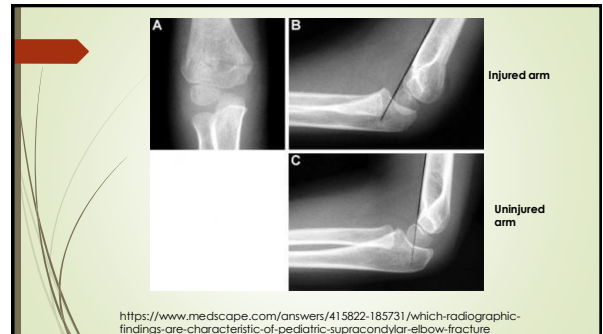 A
B
Injured arm
C
Uninjured
arm
https://www.medscape.com/answers/415822-185731/which-radiographic-
findings-are-characteristic-of-pediatric-supracondylar-elbow-fracture